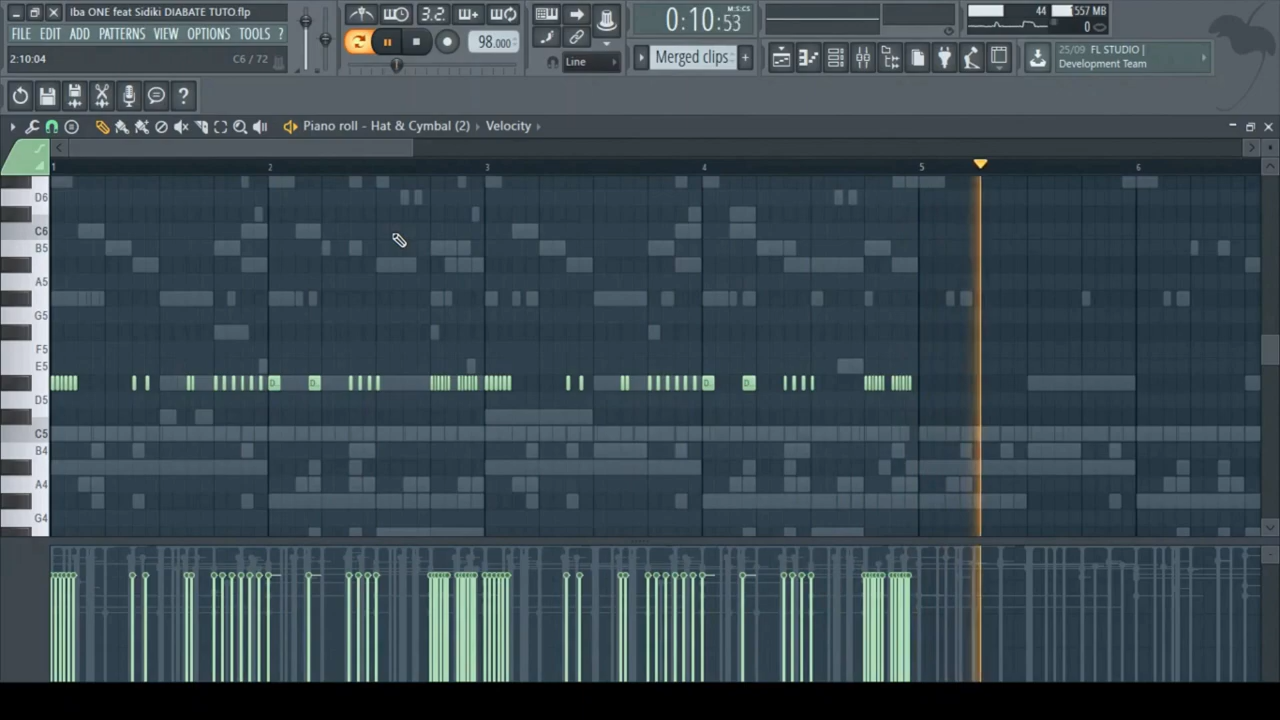 Iba ONE feat Sidiki DIABATE TUTO.flp
FILE EDIT ADD PATTERNS VIEW OPTIONS TOOLS ?
2:10:04 C6 / 72
3.2.
98.000
0:10:53
M:S:CS
Line
Merged clips
44
557 MB
0
25/09 FL STUDIO |
Development Team
Piano roll - Hat & Cymbal (2) Velocity
1 2 3 4 5 6
D6
C6
B5
A5
G5
F5
E5
D5
C5
B4
A4
G4
D.. D.. D.. D..